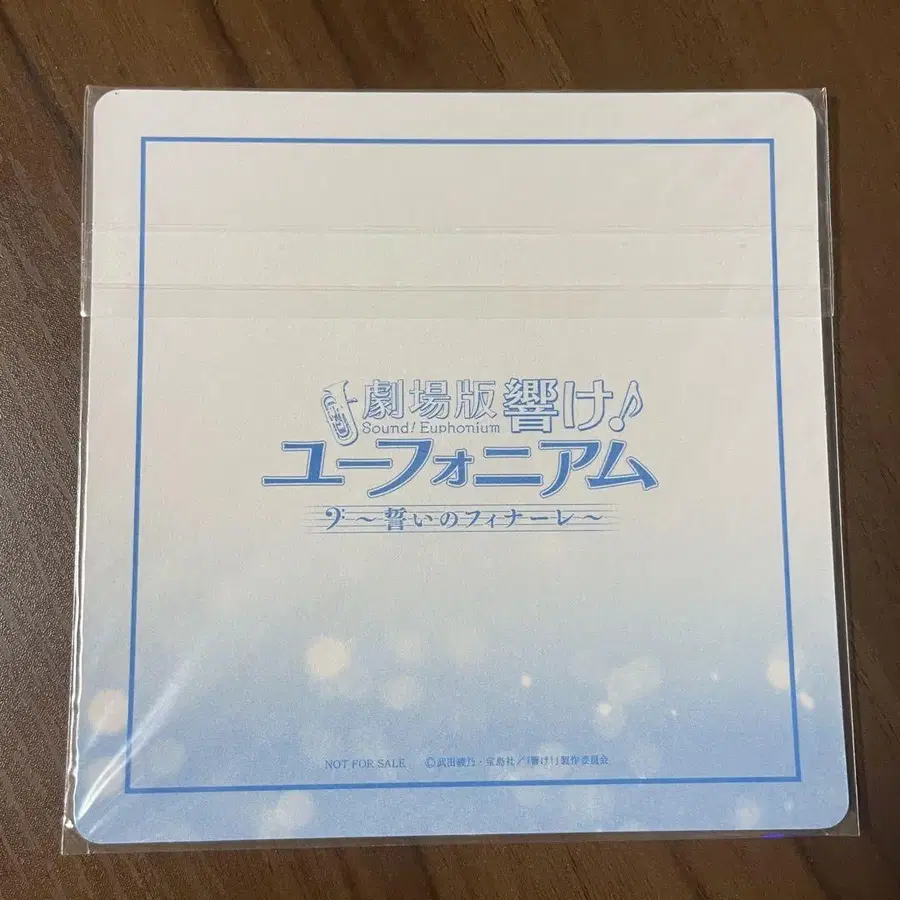 劇場版 響け♪
Sound! Euphonium
ユーフォニアム
～誓いのフィナーレ～
NOT FOR SALE ©武田綾乃・宝島社／『響け！』製作委員会